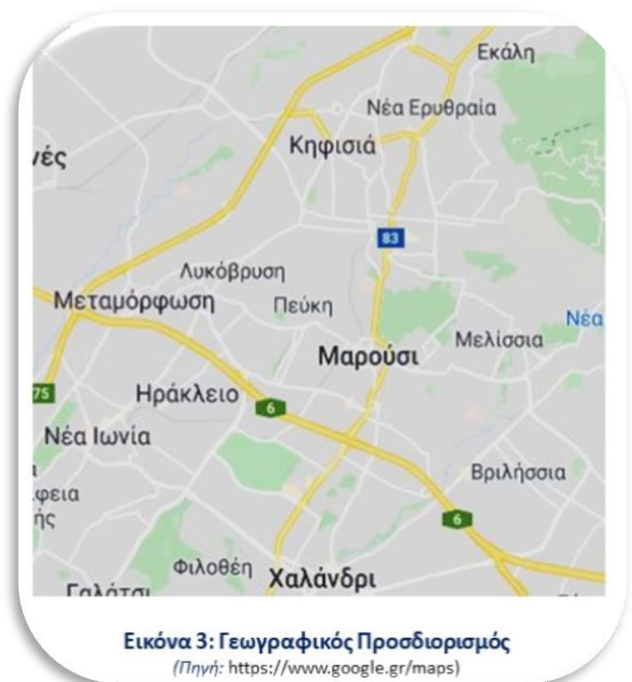 Εκάλη
Νέα Ερυθραία
Κηφισιά
83
Λυκόβρυση
Μεταμόρφωση
Πεύκη
Νέα
Μαρούσι
Μελίσσια
75
Ηράκλειο
6
Νέα Ιωνία
Βριλήσσια
6
Φιλοθέη
Χαλάνδρι
Εικόνα 3: Γεωγραφικός Προσδιορισμός
(Πηγή: https://www.google.gr/maps)